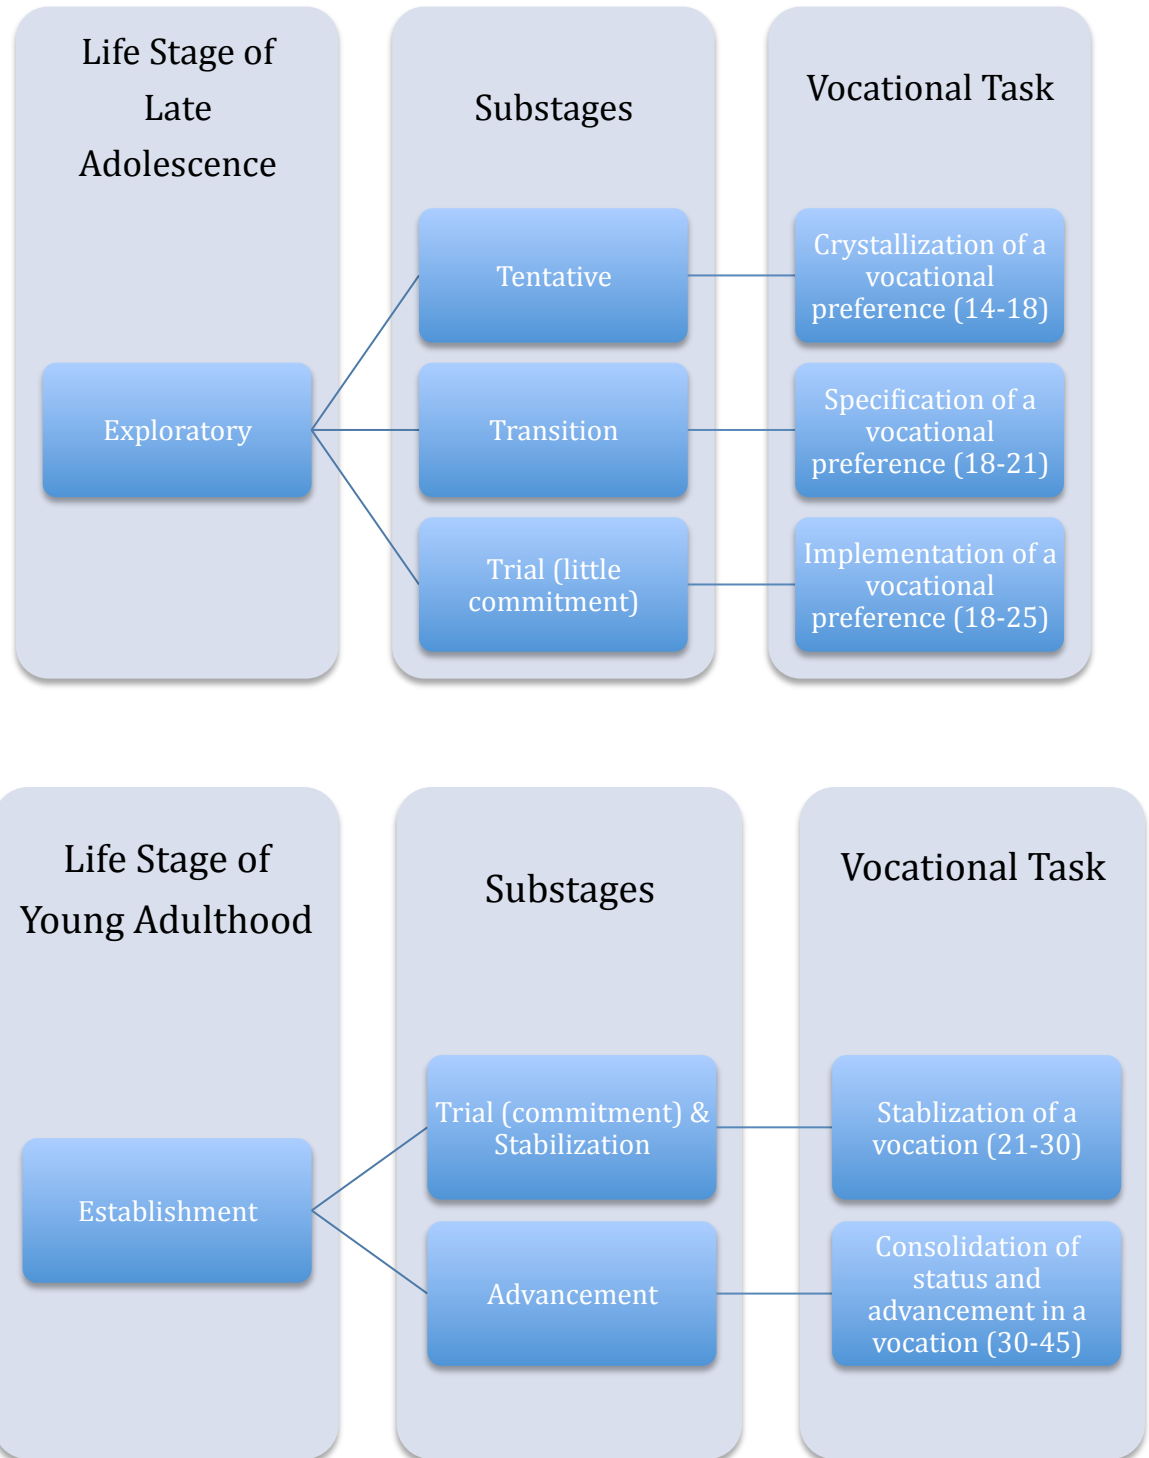 Life Stage of
Late
Adolescence
Substages
Vocational Task
Exploratory
Tentative
Crystallization of a
vocational
preference (14-18)
Transition
Specification of a
vocational
preference (18-21)
Trial (little
commitment)
Implementation of a
vocational
preference (18-25)
Life Stage of
Young Adulthood
Substages
Vocational Task
Establishment
Trial (commitment) &
Stabilization
Stablization of a
vocation (21-30)
Advancement
Consolidation of
status and
advancement in a
vocation (30-45)